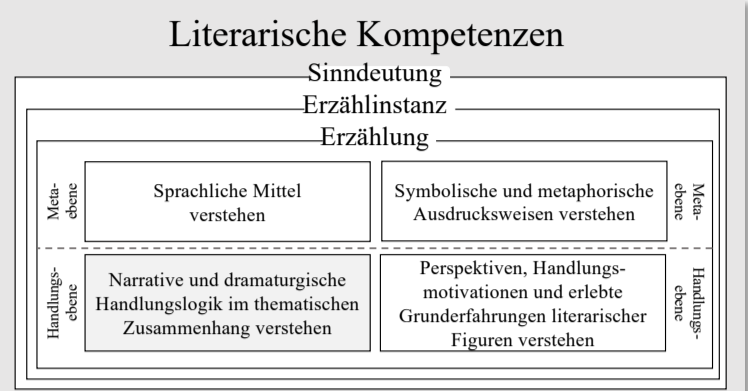 Literarische Kompetenzen
Sinndeutung
Erzählinstanz
Erzählung
Meta-
ebene
Sprachliche Mittel
verstehen
Symbolische und metaphorische
Ausdrucksweisen verstehen
Meta-
ebene
Handlungs-
ebene
Narrative und dramaturgische
Handlungslogik im thematischen
Zusammenhang verstehen
Perspektiven, Handlungs-
motivationen und erlebte
Grunderfahrungen literarischer
Figuren verstehen
Handlungs-
ebene